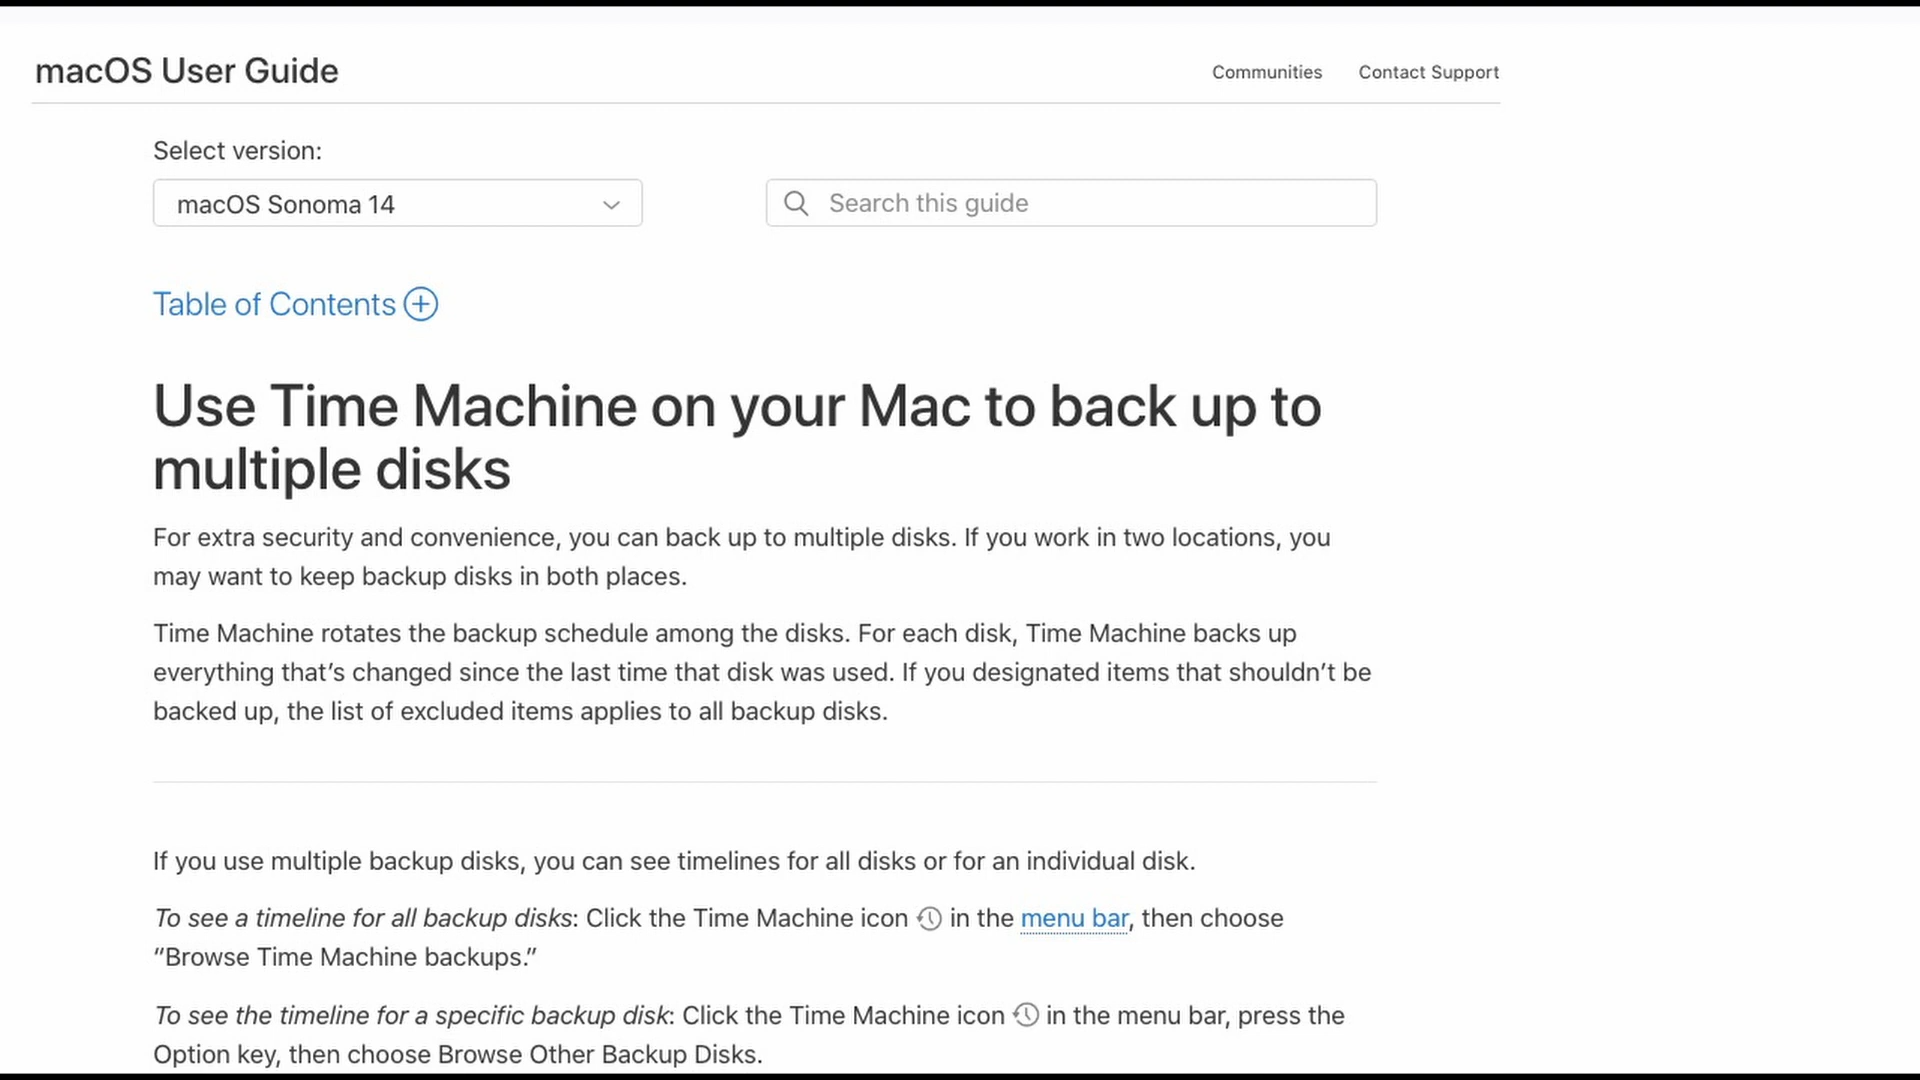 macOS User Guide
Communities
Contact Support
Select version:
macOS Sonoma 14
Search this guide
Table of Contents
Use Time Machine on your Mac to back up to
multiple disks
For extra security and convenience, you can back up to multiple disks. If you work in two locations, you
may want to keep backup disks in both places.
Time Machine rotates the backup schedule among the disks. For each disk, Time Machine backs up
everything that’s changed since the last time that disk was used. If you designated items that shouldn’t be
backed up, the list of excluded items applies to all backup disks.
If you use multiple backup disks, you can see timelines for all disks or for an individual disk.
To see a timeline for all backup disks: Click the Time Machine icon in the menu bar, then choose
“Browse Time Machine backups.”
To see the timeline for a specific backup disk: Click the Time Machine icon in the menu bar, press the
Option key, then choose Browse Other Backup Disks.